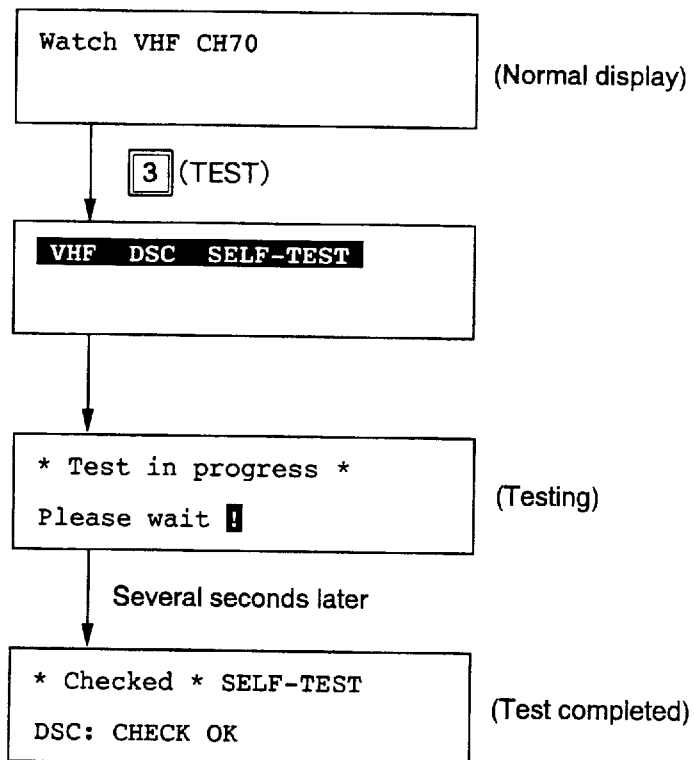 Watch VHF CH70
(Normal display)
3 (TEST)
VHF DSC SELF-TEST
* Test in progress *
Please wait !
(Testing)
Several seconds later
* Checked * SELF-TEST
DSC: CHECK OK
(Test completed)